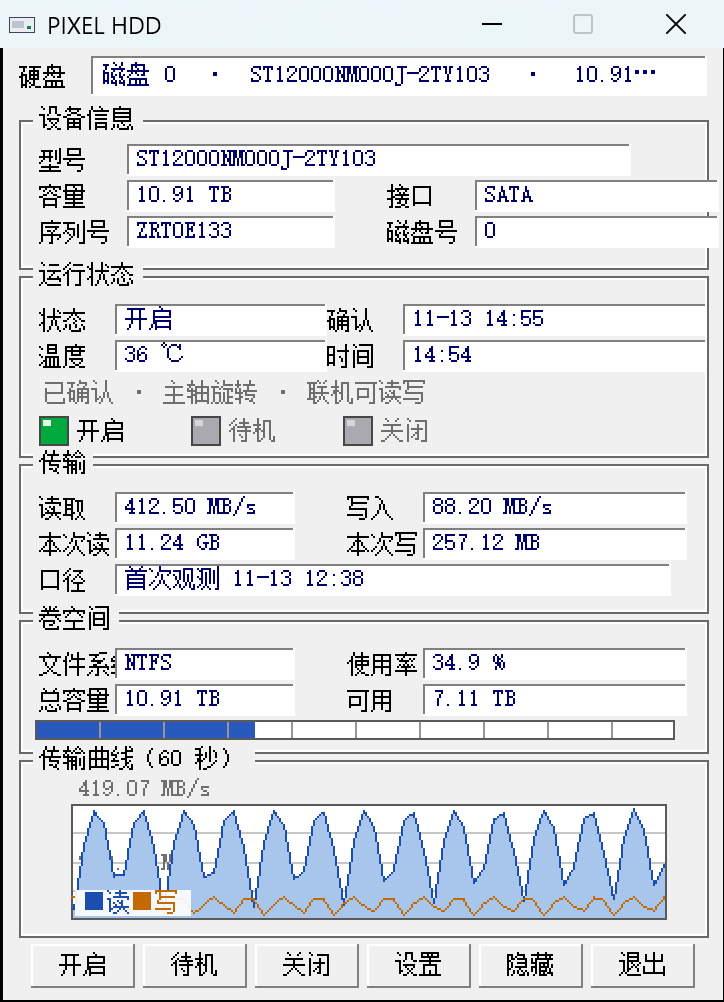 PIXEL HDD
硬盘 磁盘 0 · ST12000NM000J-2TY103 · 10.91…
设备信息
型号 ST12000NM000J-2TY103
容量 10.91 TB 接口 SATA
序列号 ZRT0E133 磁盘号 0
运行状态
状态 开启 确认 11-13 14:55
温度 36 ℃ 时间 14:54
已确认 · 主轴旋转 · 联机可读写
开启 待机 关闭
传输
读取 412.50 MB/s 写入 88.20 MB/s
本次读 11.24 GB 本次写 257.12 MB
口径 首次观测 11-13 12:38
卷空间
文件系 NTFS 使用率 34.9 %
总容量 10.91 TB 可用 7.11 TB
传输曲线（60 秒）
419.07 MB/s
读 写
开启 待机 关闭 设置 隐藏 退出